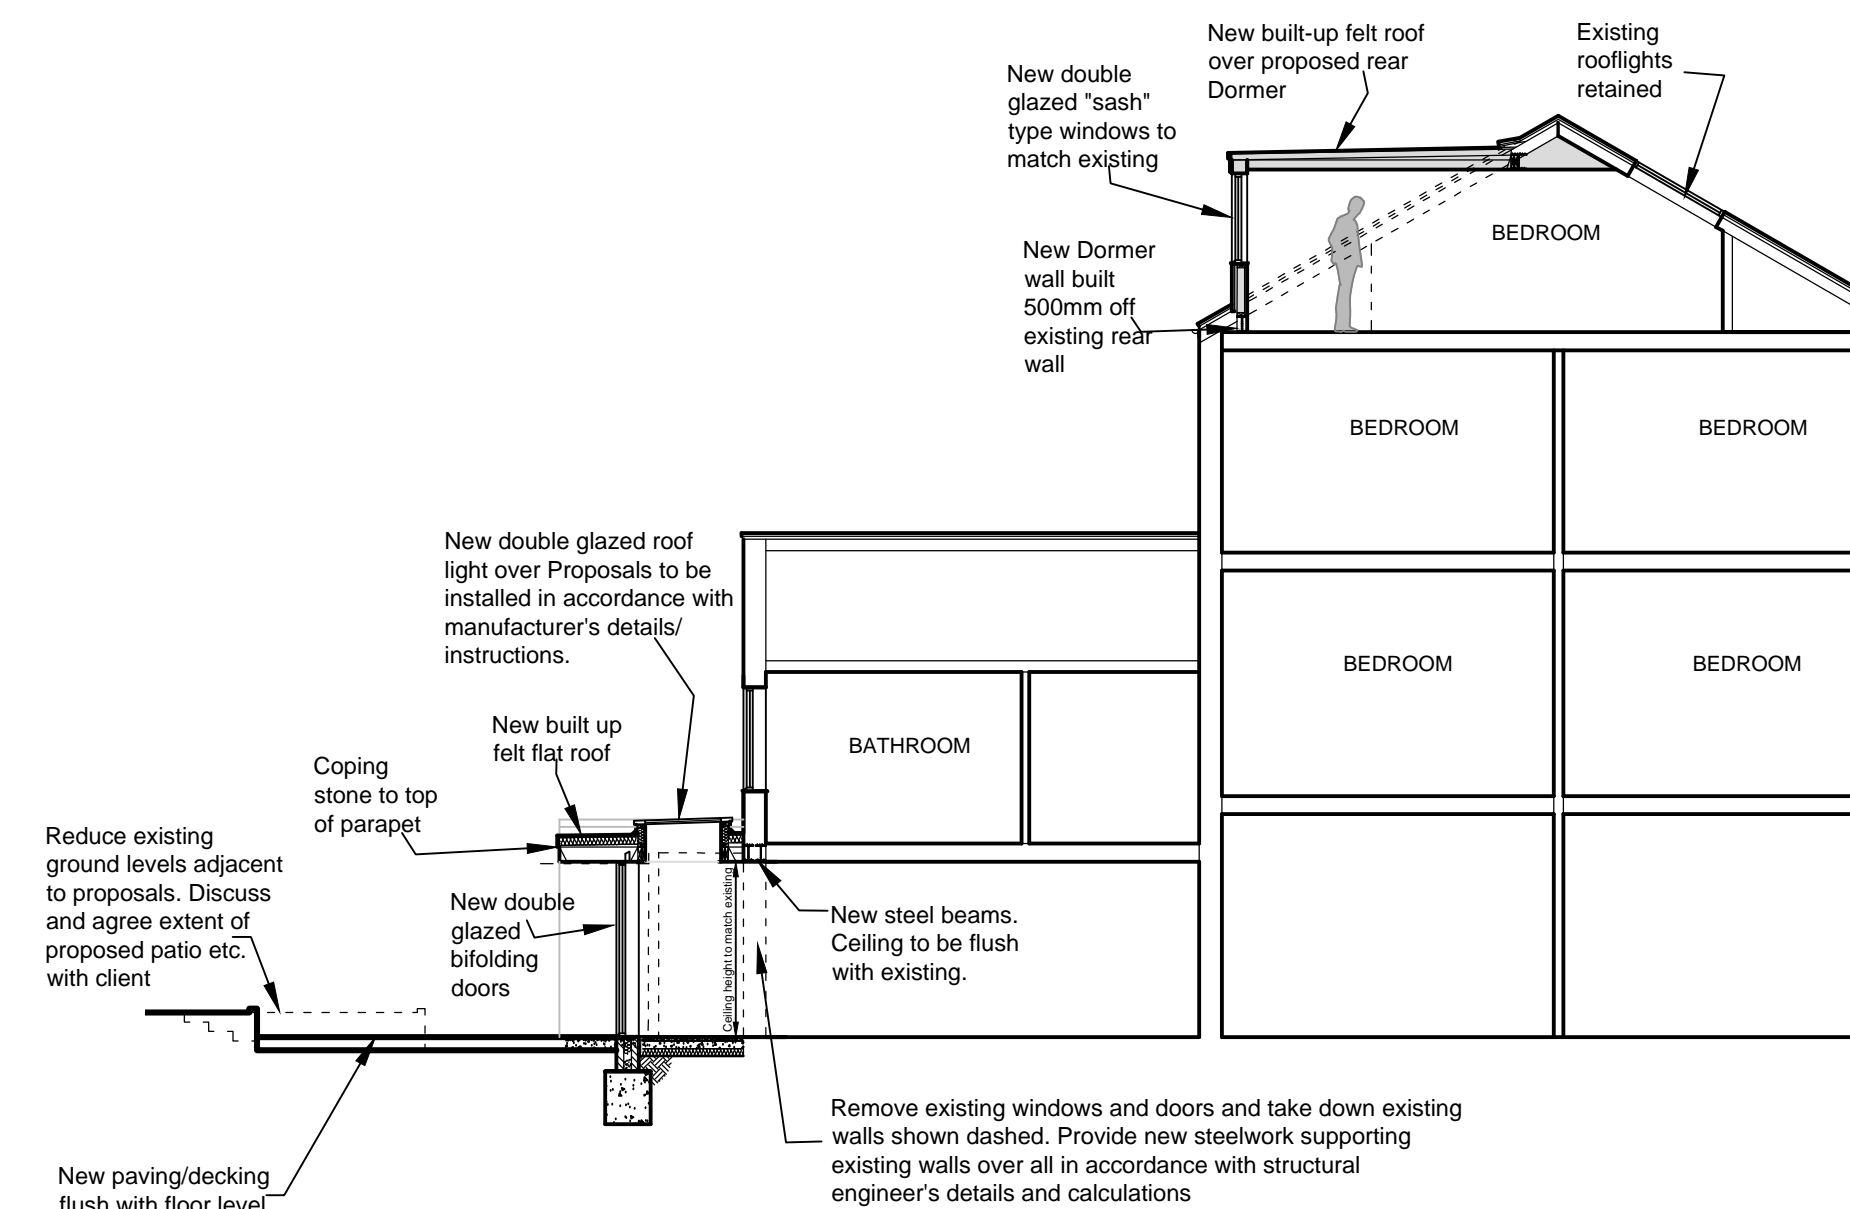 New built-up felt roof
over proposed rear
Dormer
Existing
rooflights
retained
New double
glazed "sash"
type windows to
match existing
BEDROOM
New Dormer
wall built
500mm off
existing rear
wall
BEDROOM
BEDROOM
New double glazed roof
light over Proposals to be
installed in accordance with
manufacturer's details/
instructions.
BEDROOM
BEDROOM
New built up
felt flat roof
BATHROOM
Coping
stone to top
of parapet
Reduce existing
ground levels adjacent
to proposals. Discuss
and agree extent of
proposed patio etc.
with client
New double
glazed
bifolding
doors
Ceiling height to match existing
New steel beams.
Ceiling to be flush
with existing.
Remove existing windows and doors and take down existing
walls shown dashed. Provide new steelwork supporting
existing walls over all in accordance with structural
engineer's details and calculations
New paving/decking
flush with floor level